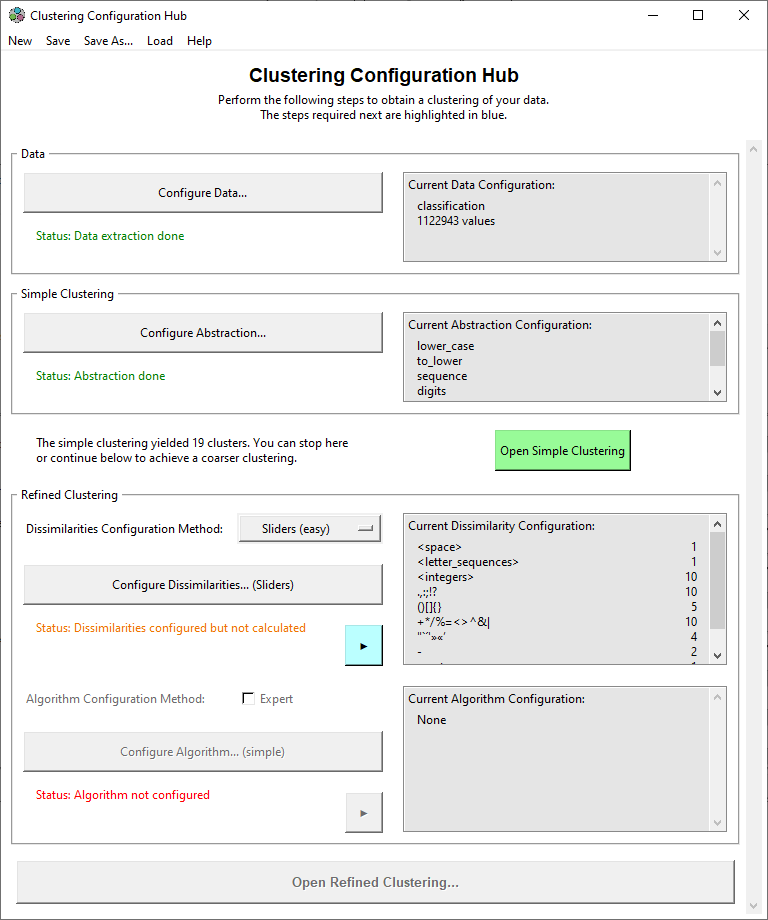 Clustering Configuration Hub
New Save Save As... Load Help
Clustering Configuration Hub
Perform the following steps to obtain a clustering of your data.
The steps required next are highlighted in blue.
Data
Configure Data...
Status: Data extraction done
Current Data Configuration:
classification
1122943 values
Simple Clustering
Configure Abstraction...
Status: Abstraction done
Current Abstraction Configuration:
lower_case
to_lower
sequence
digits
The simple clustering yielded 19 clusters. You can stop here
or continue below to achieve a coarser clustering.
Open Simple Clustering
Refined Clustering
Dissimilarities Configuration Method: Sliders (easy)
Configure Dissimilarities... (Sliders)
Status: Dissimilarities configured but not calculated
Current Dissimilarity Configuration:
<space> 1
<letter_sequences> 1
<integers> 10
.,:;!? 10
()[]{} 5
+*/%=<>^&| 10
4
- 2
Algorithm Configuration Method: Expert
Configure Algorithm... (simple)
Status: Algorithm not configured
Current Algorithm Configuration:
None
Open Refined Clustering...